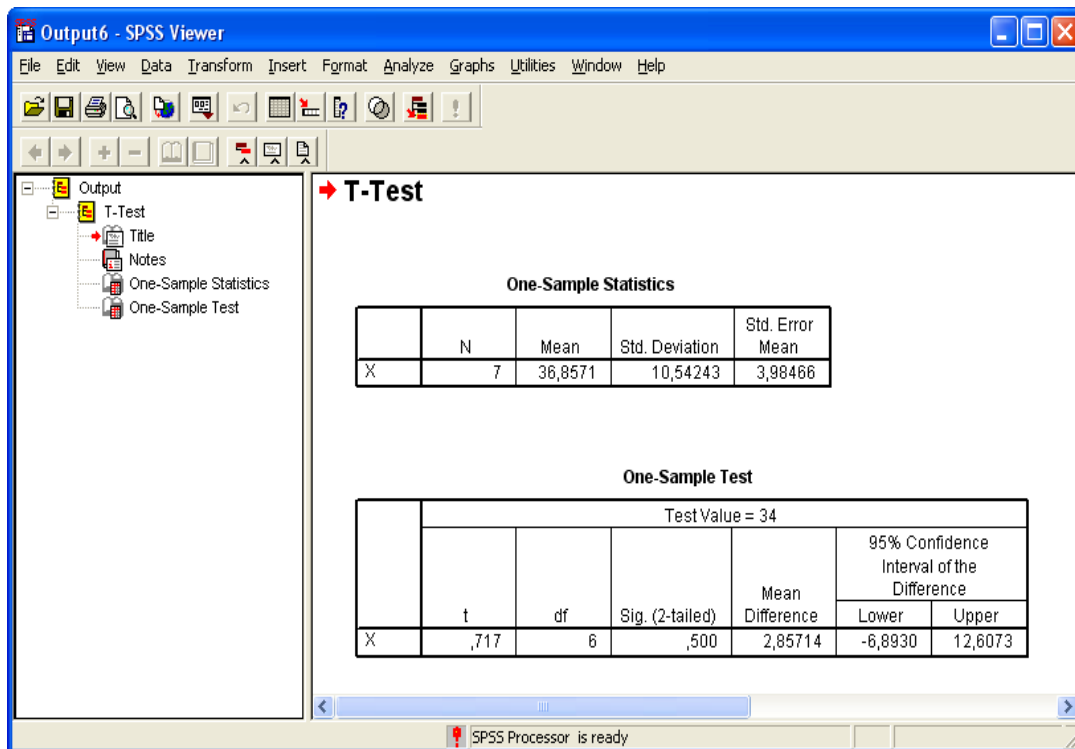 Output6 - SPSS Viewer
File Edit View Data Transform Insert Format Analyze Graphs Utilities Window Help
Output
T-Test
Title
Notes
One-Sample Statistics
One-Sample Test
T-Test
One-Sample Statistics
N Mean Std. Deviation Std. Error Mean
X 7 36,8571 10,54243 3,98466
One-Sample Test
Test Value = 34
95% Confidence Interval of the Difference
t df Sig. (2-tailed) Mean Difference Lower Upper
X ,717 6 ,500 2,85714 -6,8930 12,6073
SPSS Processor is ready